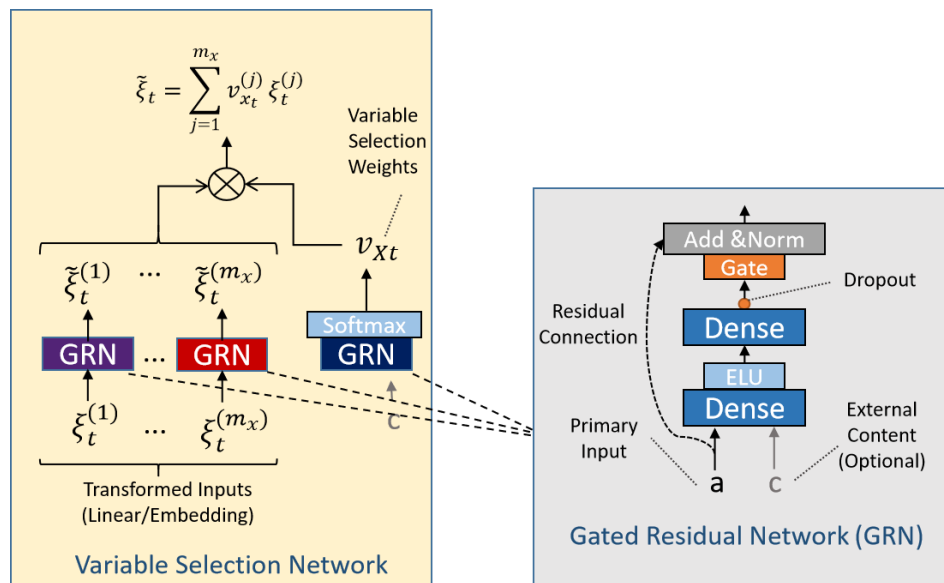 ξ̃_t = ∑_{j=1}^{m_x} v_{x_t}^{(j)} ξ_t^{(j)}
Variable
Selection
Weights
v_{Xt}
ξ̃_t^{(1)} ... ξ̃_t^{(m_x)}
Softmax
GRN ... GRN GRN
c
ξ_t^{(1)} ... ξ_t^{(m_x)}
Transformed Inputs
(Linear/Embedding)
Variable Selection Network
Add &Norm
Gate
Dropout
Residual
Connection
Dense
ELU
Dense
Primary
Input
External
Content
(Optional)
a c
Gated Residual Network (GRN)